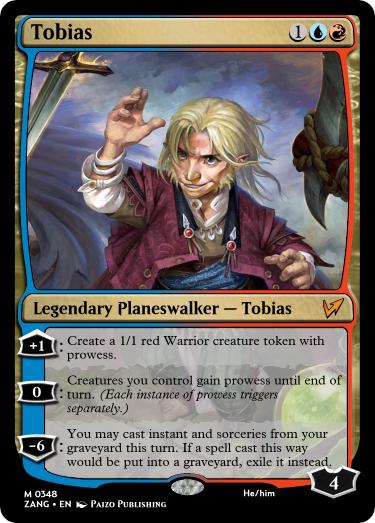 Tobias 1
Legendary Planeswalker — Tobias
+1: Create a 1/1 red Warrior creature token with
prowess.
0: Creatures you control gain prowess until end of
turn. (Each instance of prowess triggers
separately.)
-6: You may cast instant and sorceries from your
graveyard this turn. If a spell cast this way
would be put into a graveyard, exile it instead.
4
M 0348 He/him
ZANG • EN Paizo Publishing